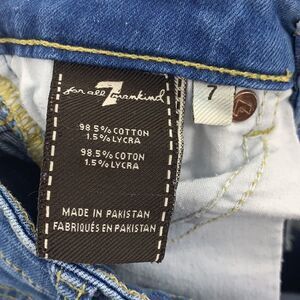 for all 7 mankind
98.5% COTTON
1.5% LYCRA
98.5% COTON
1.5% LYCRA
MADE IN PAKISTAN
FABRIQUÉS EN PAKISTAN
7